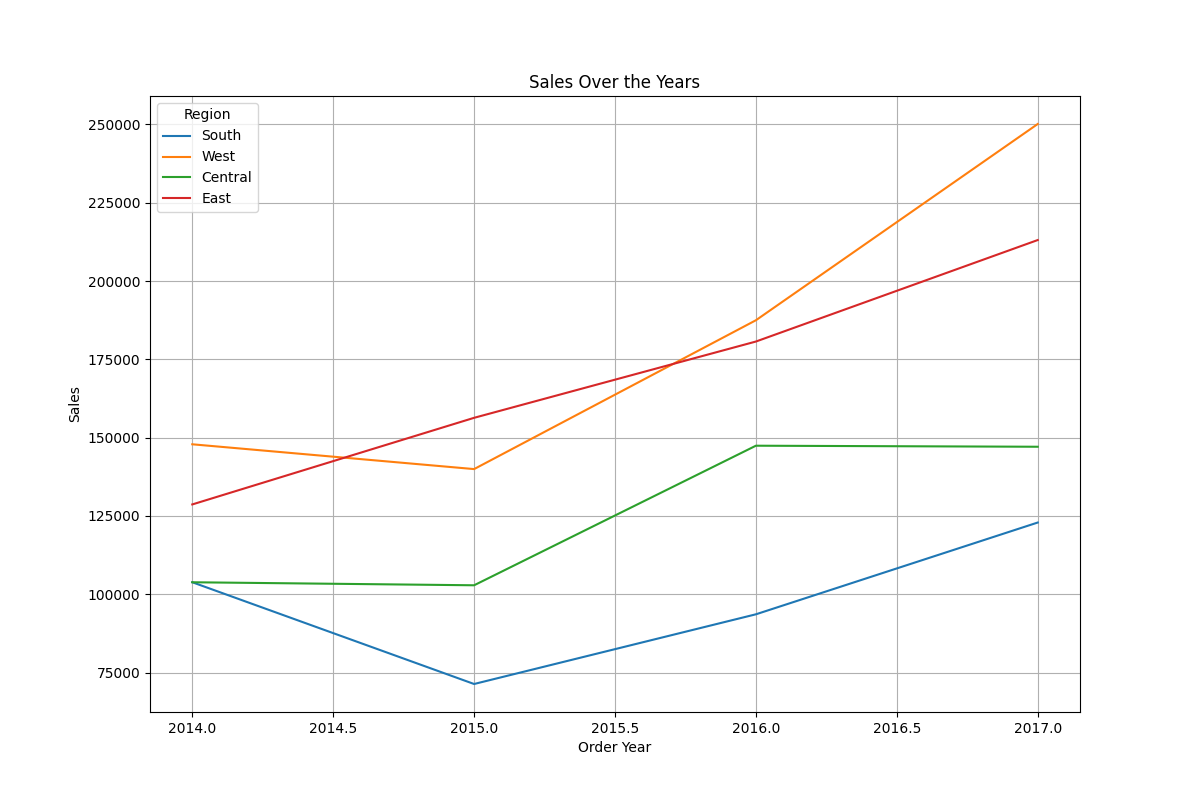 Sales Over the Years
Region
South
West
Central
East
250000
225000
200000
175000
150000
125000
100000
75000
Sales
2014.0 2014.5 2015.0 2015.5 2016.0 2016.5 2017.0
Order Year